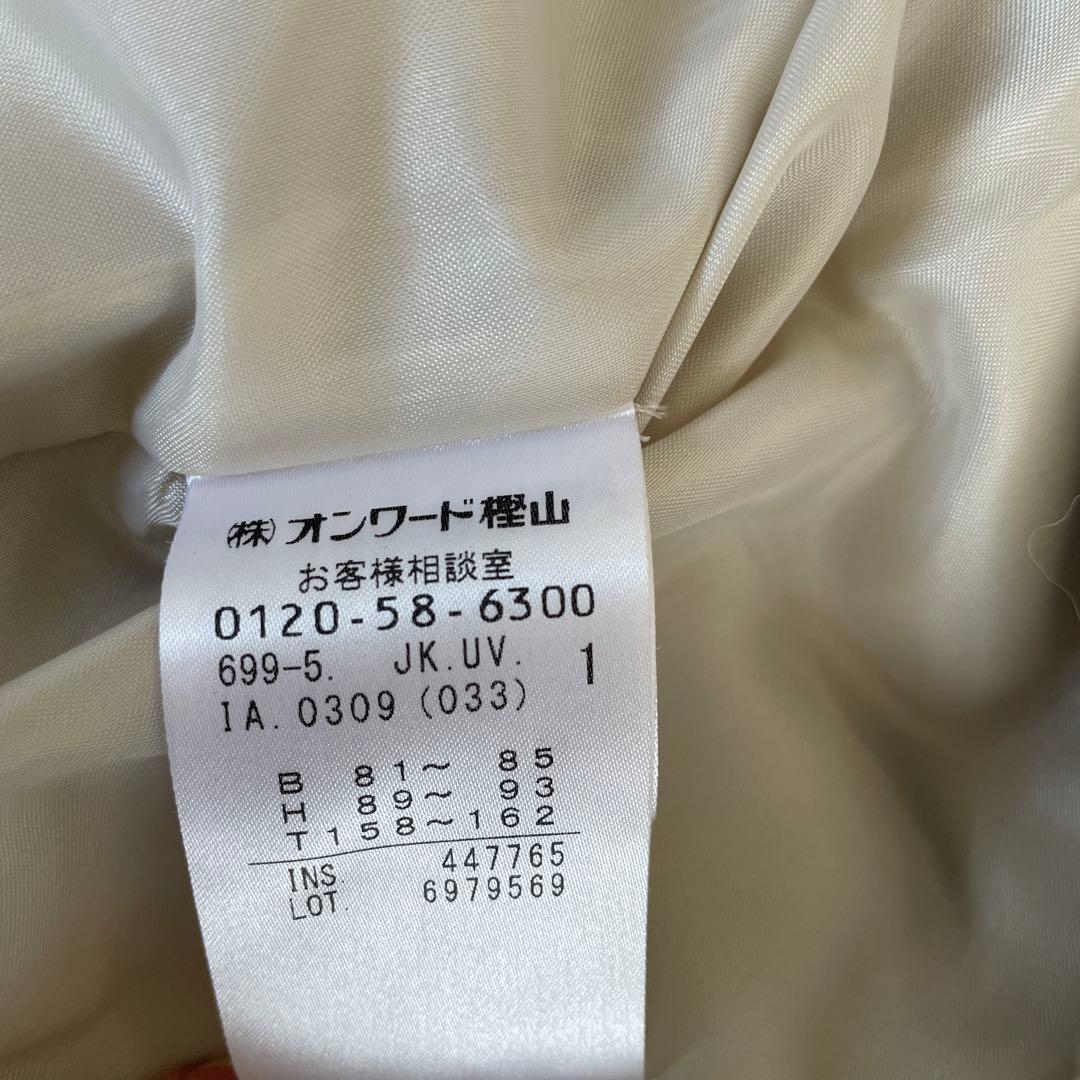 (株)オンワード樫山
お客様相談室
0120-58-6300
699-5. JK.UV. 1
IA.0309(033)
B 81～ 85
H 89～ 93
T158～162
INS. 447765
LOT. 6979569